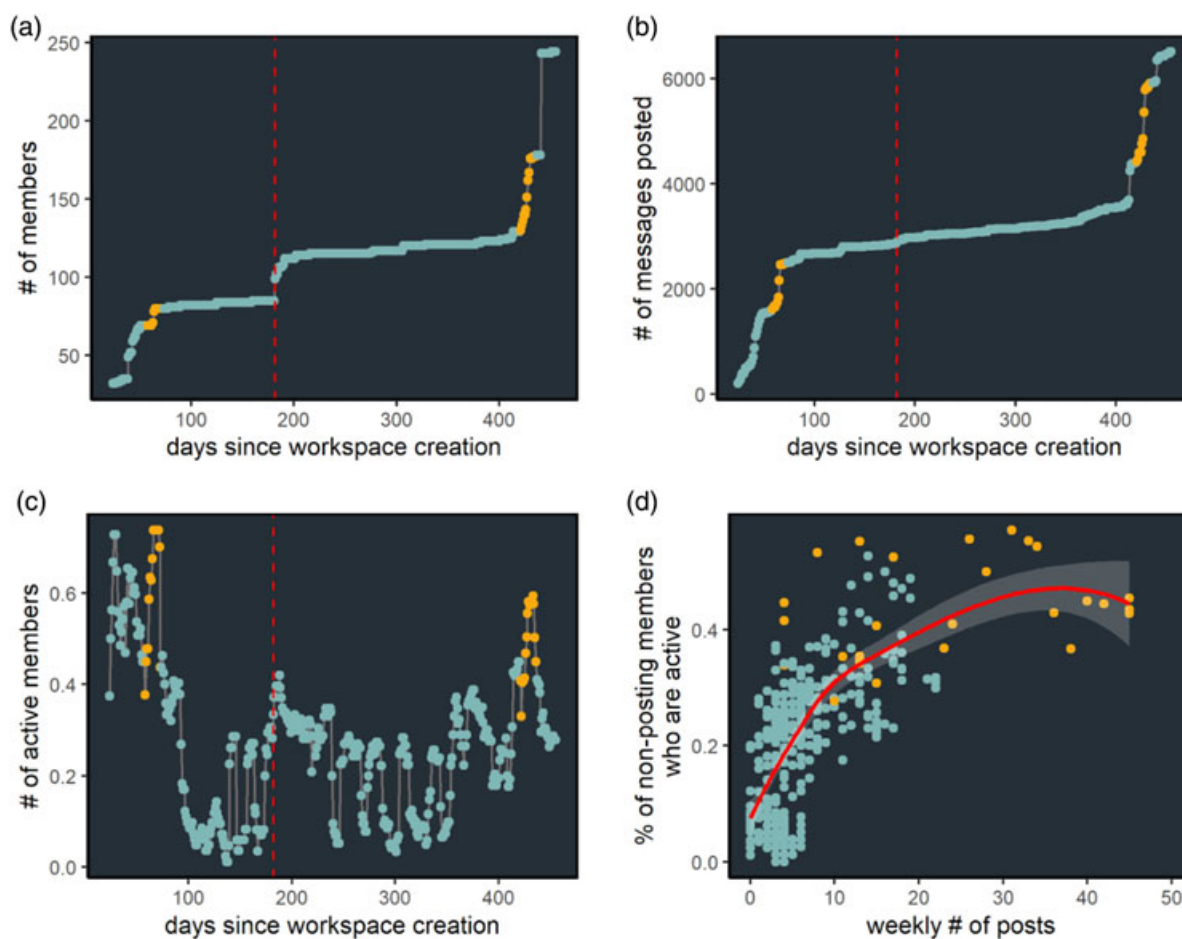 (a)
250
200
150
100
50
# of members
100
200
300
400
days since workspace creation
(b)
6000
4000
2000
0
# of messages posted
100
200
300
400
days since workspace creation
(c)
0.6
0.4
0.2
0.0
# of active members
100
200
300
400
days since workspace creation
(d)
0.4
0.2
0.0
% of non-posting members
who are active
0
10
20
30
40
50
weekly # of posts